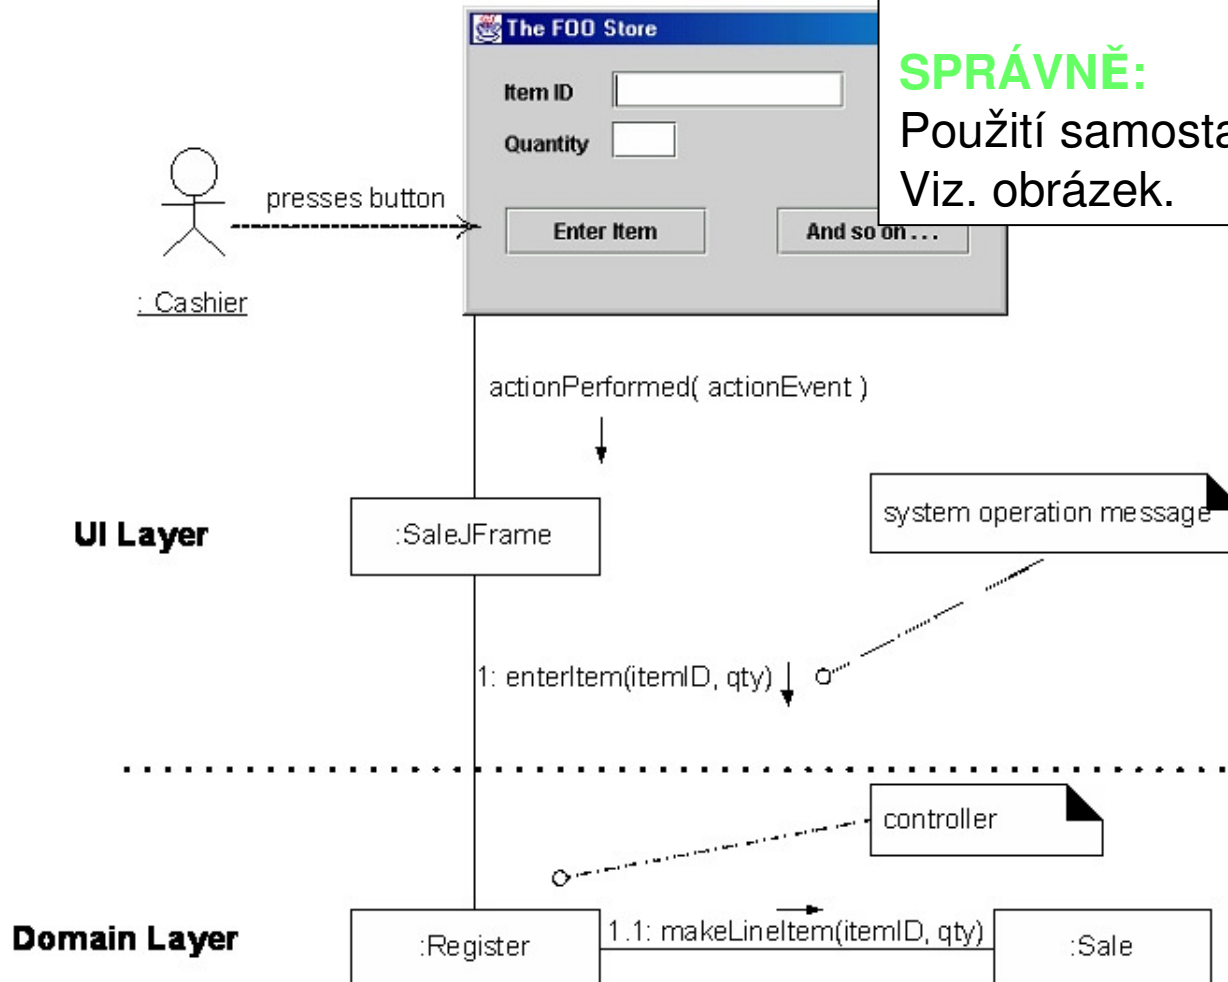 The FOO Store
SPRÁVNĚ:
Item ID
Použití
Quantity
Viz. obrázek.
presses button
Enter Item
And so on . . .
: Cashier
actionPerformed( actionEvent )
UI Layer
:SaleJFrame
system operation message
1: enterItem(itemID, qty)
controller
Domain Layer
:Register
1.1: makeLineItem(itemID, qty)
:Sale